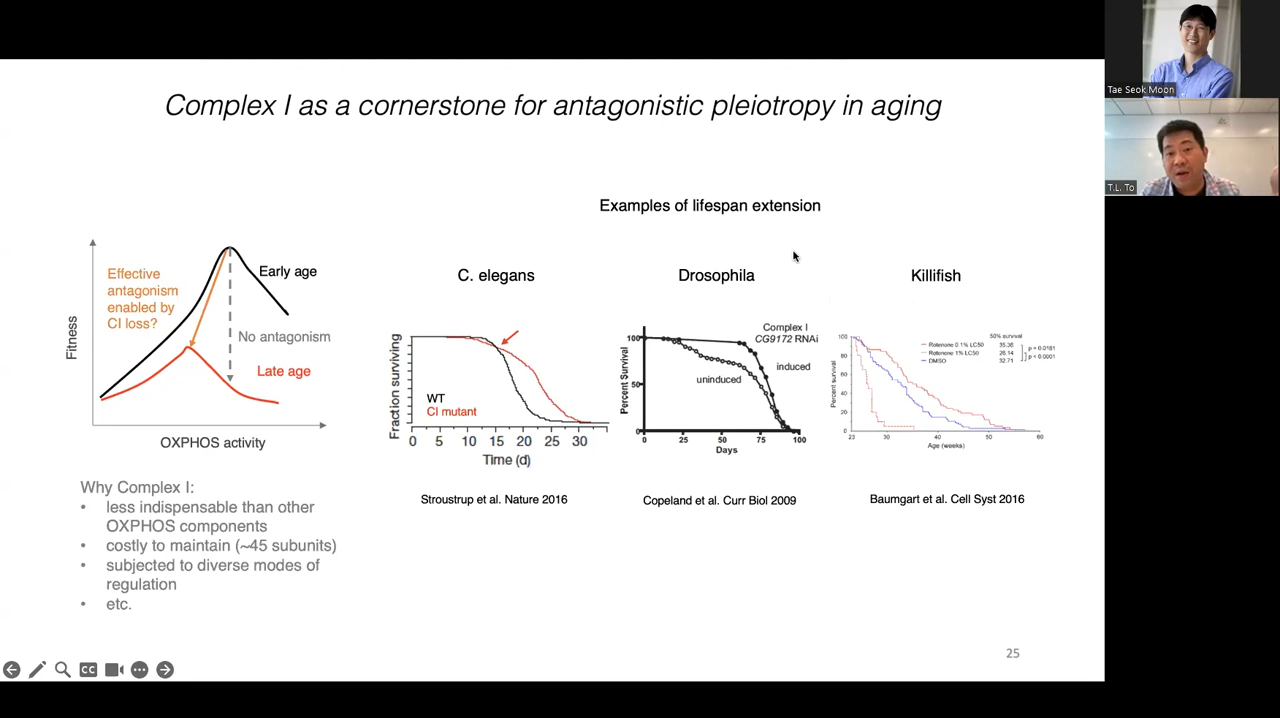 Complex I as a cornerstone for antagonistic pleiotropy in aging
Tae Seok Moon
T.L. To
Examples of lifespan extension
Effective
antagonism
enabled by
CI loss?
Early age
No antagonism
Late age
Fitness
OXPHOS activity
Why Complex I:
• less indispensable than other
OXPHOS components
• costly to maintain (~45 subunits)
• subjected to diverse modes of
regulation
• etc.
C. elegans
Fraction surviving
WT
CI mutant
0 5 10 15 20 25 30
Time (d)
Stroustrup et al. Nature 2016
Drosophila
Complex I
CG9172 RNAi
induced
uninduced
Percent Survival
100
50
0
0 25 50 75 100
Days
Copeland et al. Curr Biol 2009
Killifish
50% survival
Rotenone 0.1% LC50 35.38
Rotenone 1% LC50 26.14
DMSO 32.71
p = 0.0181
p < 0.0001
Percent survival
100
80
60
40
20
0
23 30 40 50 60
Age (weeks)
Baumgart et al. Cell Syst 2016
25
CC